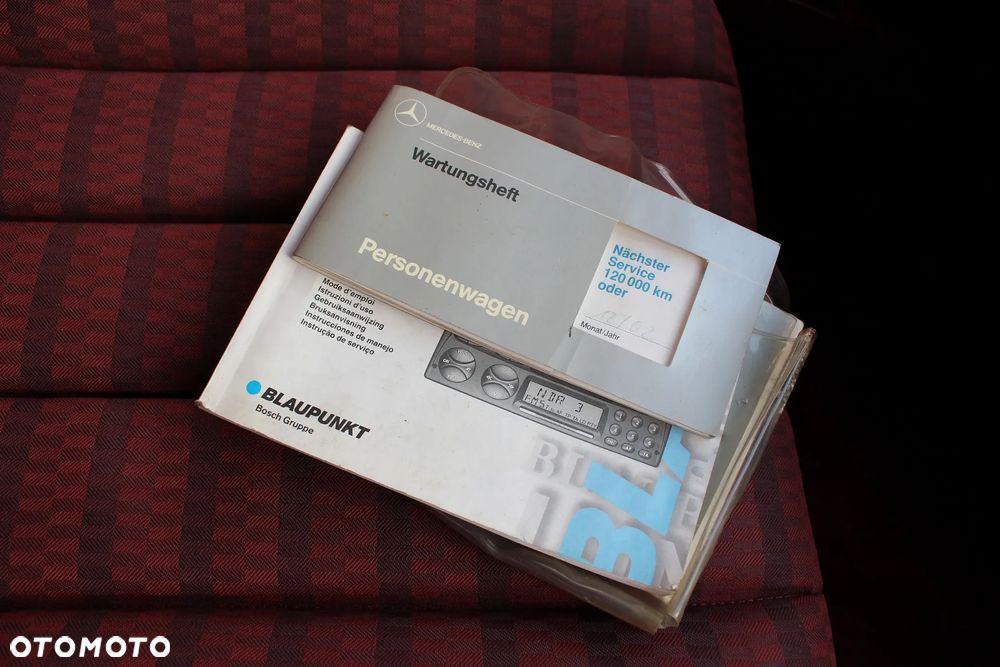 MERCEDES-BENZ
Wartungsheft
Personenwagen
Nächster
Service
120 000 km
oder
Monat/Jahr
Mode d'emploi
Istruzioni d'uso
Gebruiksaanwijzing
Bruksanvisning
Instrucciones de manejo
Instrução de serviço
BLAUPUNKT
Bosch Gruppe
NDR 3
OTOMOTO